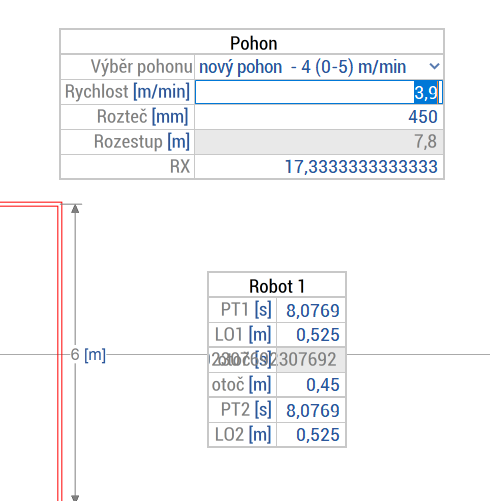 Pohon
Výběr pohonu nový pohon - 4 (0-5) m/min
Rychlost [m/min] 3,9
Rozteč [mm] 450
Rozestup [m] 7,8
RX 17,3333333333333
Robot 1
PT1 [s] 8,0769
LO1 [m] 0,525
otoč [s] 2307692
6 [m]
otoč [m] 0,45
PT2 [s] 8,0769
LO2 [m] 0,525